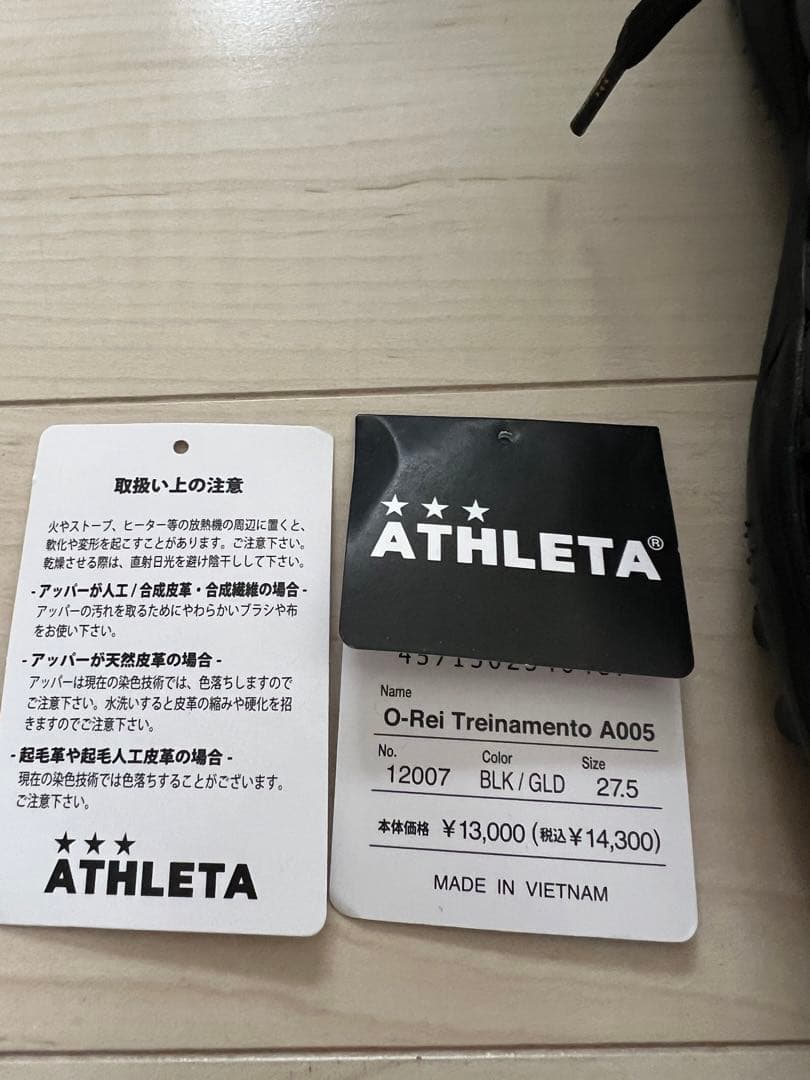 取扱い上の注意
火やストーブ、ヒーター等の放熱機の周辺に置くと、
軟化や変形を起こすことがあります。ご注意下さい。
乾燥させる際は、直射日光を避け陰干しして下さい。
- アッパーが人工 / 合成皮革・合成繊維の場合 -
アッパーの汚れを取るためにやわらかいブラシや布
をお使い下さい。
- アッパーが天然皮革の場合 -
アッパーは現在の染色技術では、色落ちしますので
ご注意下さい。水洗いすると皮革の縮みや硬化を招
きますのでご注意下さい。
- 起毛革や起毛人工皮革の場合 -
現在の染色技術では色落ちすることがございます。
ご注意下さい。
★★★
ATHLETA
★★★
ATHLETA®
Name
O-Rei Treinamento A005
No. Color Size
12007 BLK / GLD 27.5
本体価格 ¥13,000 (税込¥14,300)
MADE IN VIETNAM